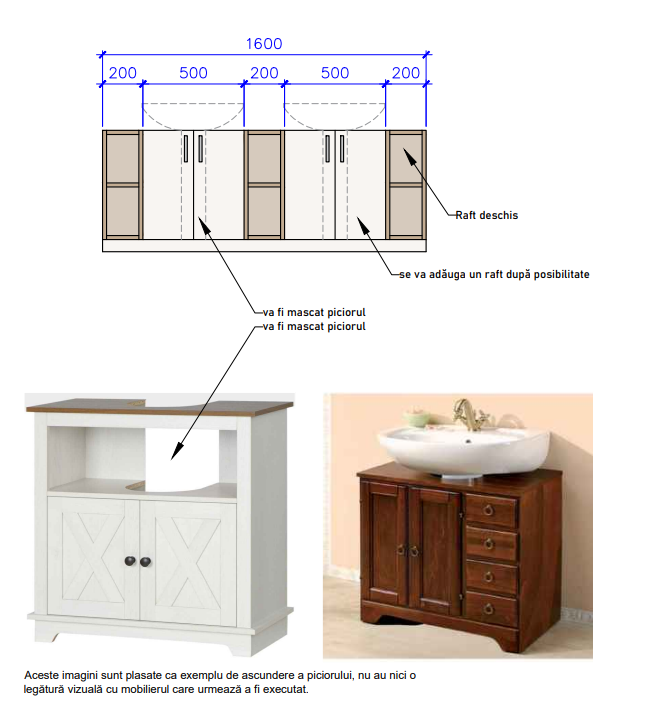 1600
200 500 200 500 200
Raft deschis
se va adăuga un raft după posibilitate
va fi mascat piciorul
va fi mascat piciorul
Aceste imagini sunt plasate ca exemplu de ascundere a piciorului, nu au nici o
legătură vizuală cu mobilierul care urmează a fi executat.